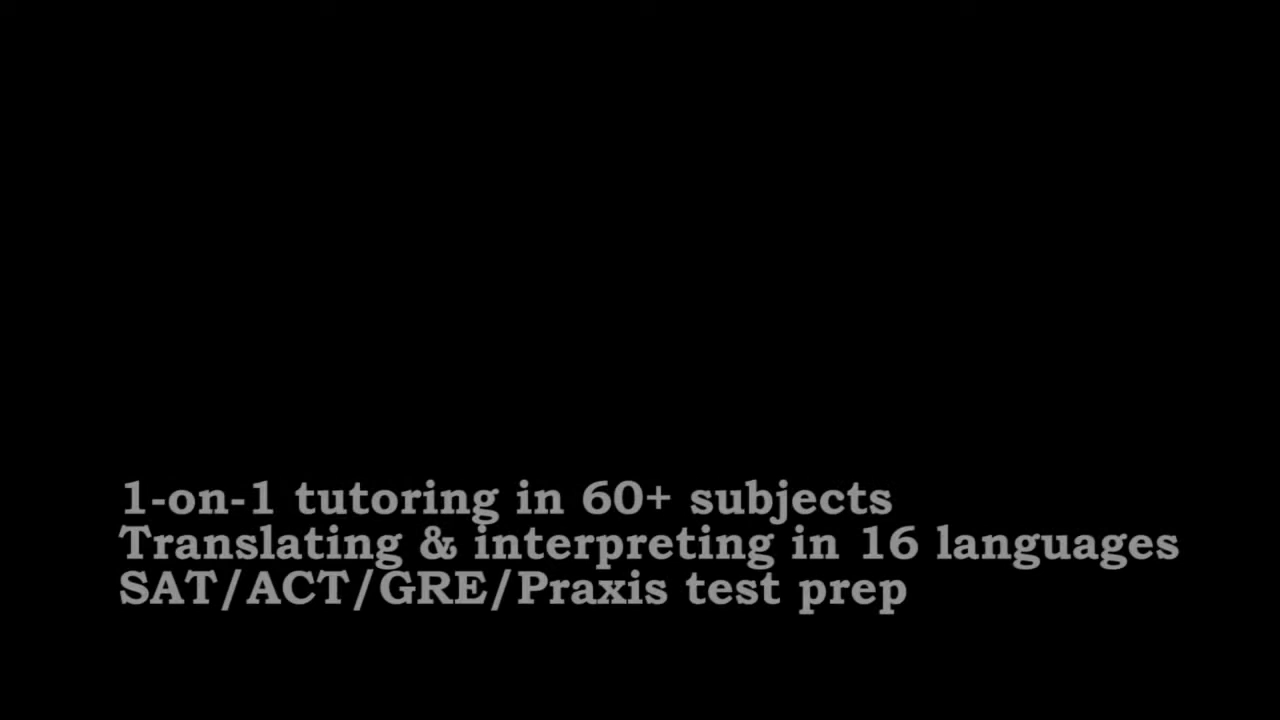 1-on-1 tutoring in 60+ subjects
Translating & interpreting in 16 languages
SAT/ACT/GRE/Praxis test prep